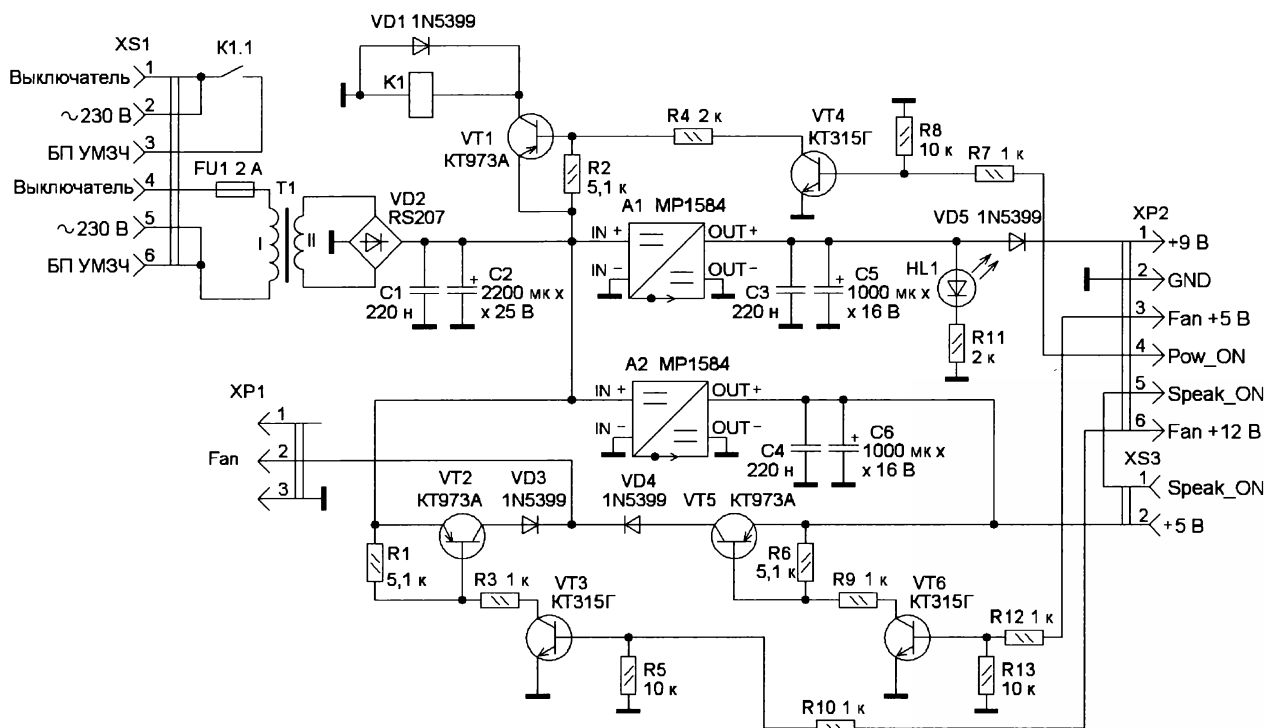 VD1 1N5399
XS1
K1.1
Выключатель 1
~230 В 2
БП УМЗЧ 3
Выключатель 4
~230 В 5
БП УМЗЧ 6
K1
FU1 2 А
T1
I
II
VD2
RS207
VT1
КТ973А
R2
5,1 к
R4 2 к
VT4
КТ315Г
R8
10 к
R7 1 к
A1 MP1584
IN +
OUT+
IN −
OUT−
VD5 1N5399
HL1
R11
2 к
C1
220 н
+ C2
2200 мк х
х 25 В
C3
220 н
+ C5
1000 мк х
х 16 В
XP2
1 +9 В
2 GND
3 Fan +5 В
4 Pow_ON
5 Speak_ON
6 Fan +12 В
XS3
1 Speak_ON
2 +5 В
A2 MP1584
IN +
OUT+
IN −
OUT−
C4
220 н
+ C6
1000 мк х
х 16 В
XP1
1
Fan 2
3
VT2
КТ973А
VD3
1N5399
VD4
1N5399
VT5 КТ973А
R1
5,1 к
R3 1 к
VT3
КТ315Г
R5
10 к
R6
5,1 к
R9 1 к
VT6
КТ315Г
R12 1 к
R13
10 к
R10 1 к